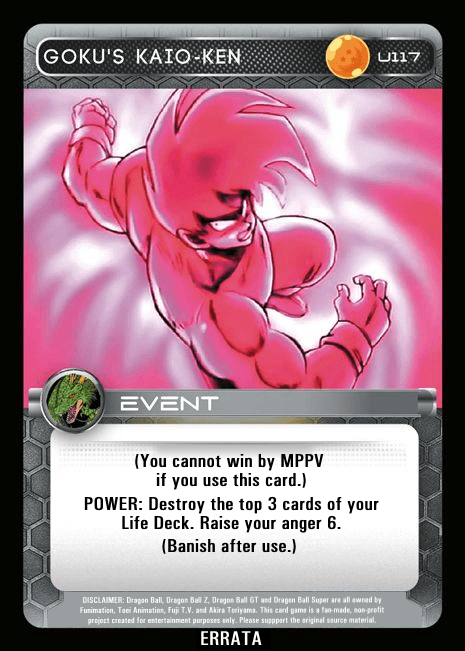 GOKU'S KAIO-KEN
U117
EVENT
(You cannot win by MPPV
if you use this card.)
POWER: Destroy the top 3 cards of your
Life Deck. Raise your anger 6.
(Banish after use.)
DISCLAIMER: Dragon Ball, Dragon Ball Z, Dragon Ball GT and Dragon Ball Super are all owned by
Funimation, Toei Animation, Fuji T.V. and Akira Toriyama. This card game is a fan-made, non-profit
project created for entertainment purposes only. Please suppport the original source material.
ERRATA